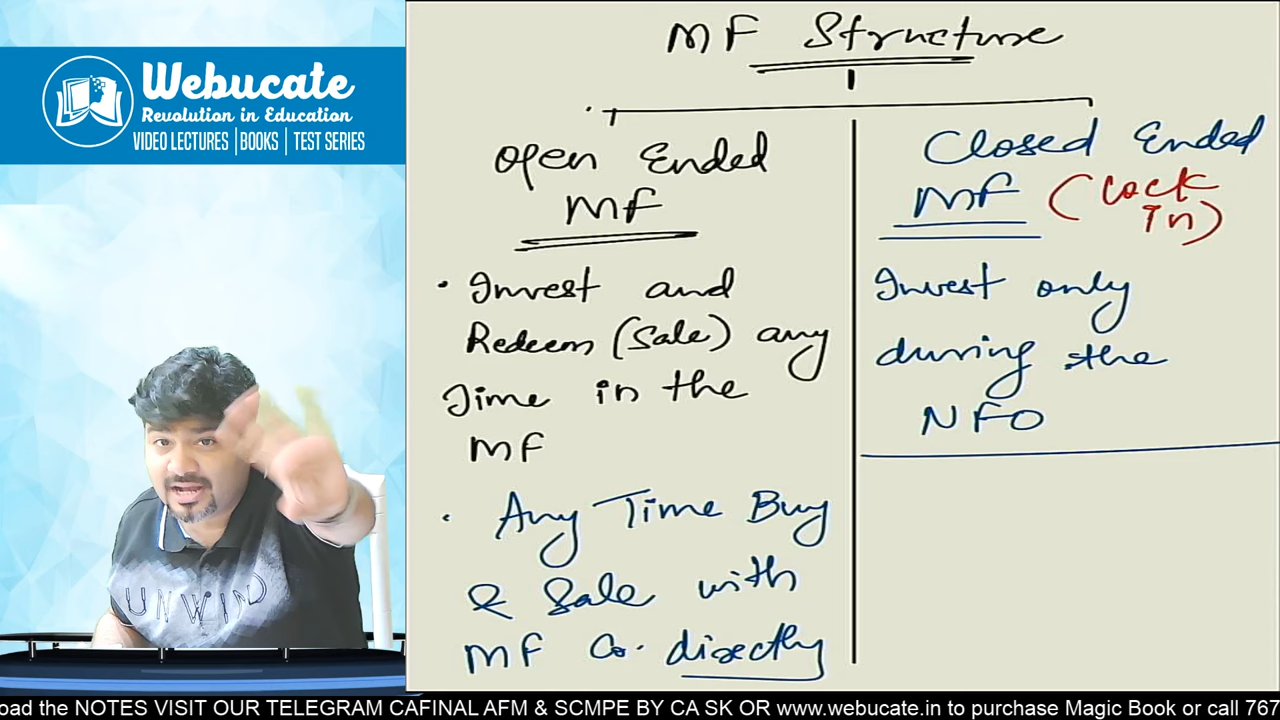 Webucate
Revolution in Education
VIDEO LECTURES | BOOKS | TEST SERIES
MF Structure
Open Ended
MF
• Invest and
Redeem (Sale) any
Time in the
MF
• Any Time Buy
& Sale with
MF Co. directly
Closed Ended
MF (Lock
in)
Invest only
during the
NFO
UNWIND
oad the NOTES VISIT OUR TELEGRAM CAFINAL AFM & SCMPE BY CA SK OR www.webucate.in to purchase Magic Book or call 767